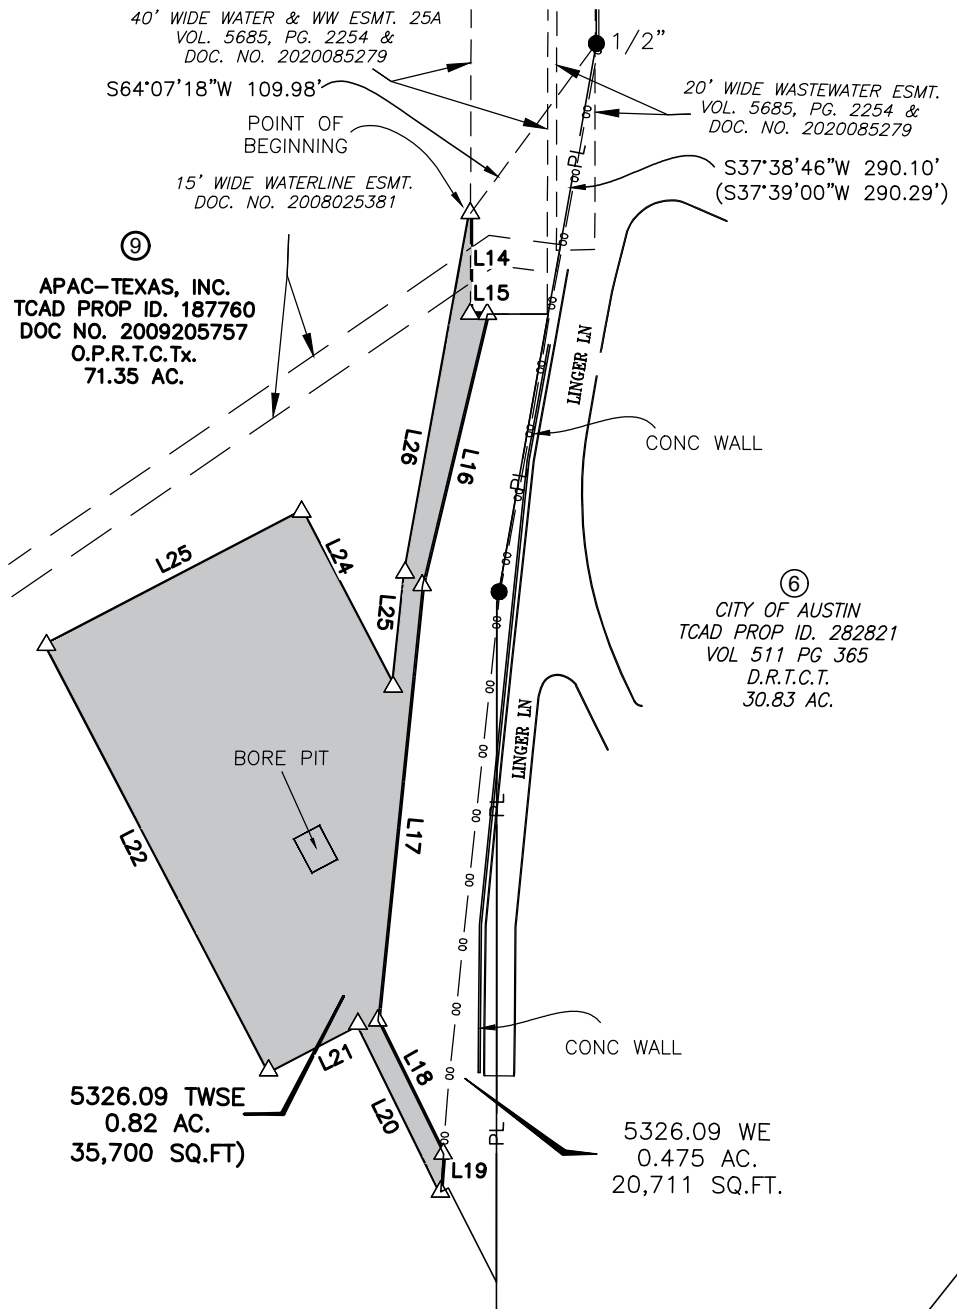 40' WIDE WATER & WW ESMT. 25A
VOL. 5685, PG. 2254 &
DOC. NO. 2020085279
S64°07'18"W 109.98'
POINT OF
BEGINNING
15' WIDE WATERLINE ESMT.
DOC. NO. 2008025381
1/2"
20' WIDE WASTEWATER ESMT.
VOL. 5685, PG. 2254 &
DOC. NO. 2020085279
S37°38'46"W 290.10'
(S37°39'00"W 290.29')
PL
9
APAC-TEXAS, INC.
TCAD PROP ID. 187760
DOC NO. 2009205757
O.P.R.T.C.Tx.
71.35 AC.
L14
L15
LINGER LN
CONC WALL
L26
L16
PL
L25
L24
L25
6
CITY OF AUSTIN
TCAD PROP ID. 282821
VOL 511 PG 365
D.R.T.C.T.
30.83 AC.
LINGER LN
BORE PIT
PL
L17
L22
L21
L18
CONC WALL
5326.09 TWSE
0.82 AC.
35,700 SQ.FT)
L20
PL
L19
5326.09 WE
0.475 AC.
20,711 SQ.FT.